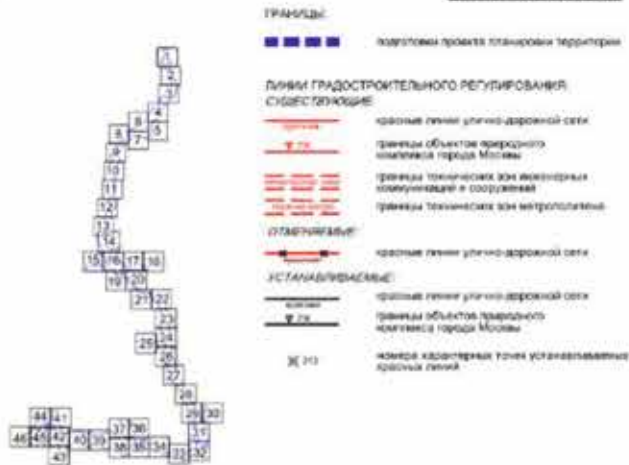 ГРАНИЦЫ:
подготовки проекта планировки территории
ЛИНИИ ГРАДОСТРОИТЕЛЬНОГО РЕГУЛИРОВАНИЯ:
СУЩЕСТВУЮЩИЕ:
красные линии улично-дорожной сети
границы объектов природного
комплекса города Москвы
границы технических зон инженерных
коммуникаций и сооружений
границы технических зон метрополитена
ОТМЕНЯЕМЫЕ:
красные линии улично-дорожной сети
УСТАНАВЛИВАЕМЫЕ:
красные линии улично-дорожной сети
границы объектов природного
комплекса города Москвы
номера характерных точек устанавливаемых
красных линий
1
2
3
4
5
6
7
8
9
10
11
12
13
14
15 16 17 18
19 20
21 22
23
24
25
26
27
28
29 30
31
32
44 41
46 45 42 40 39
37 36
38 35 34
43